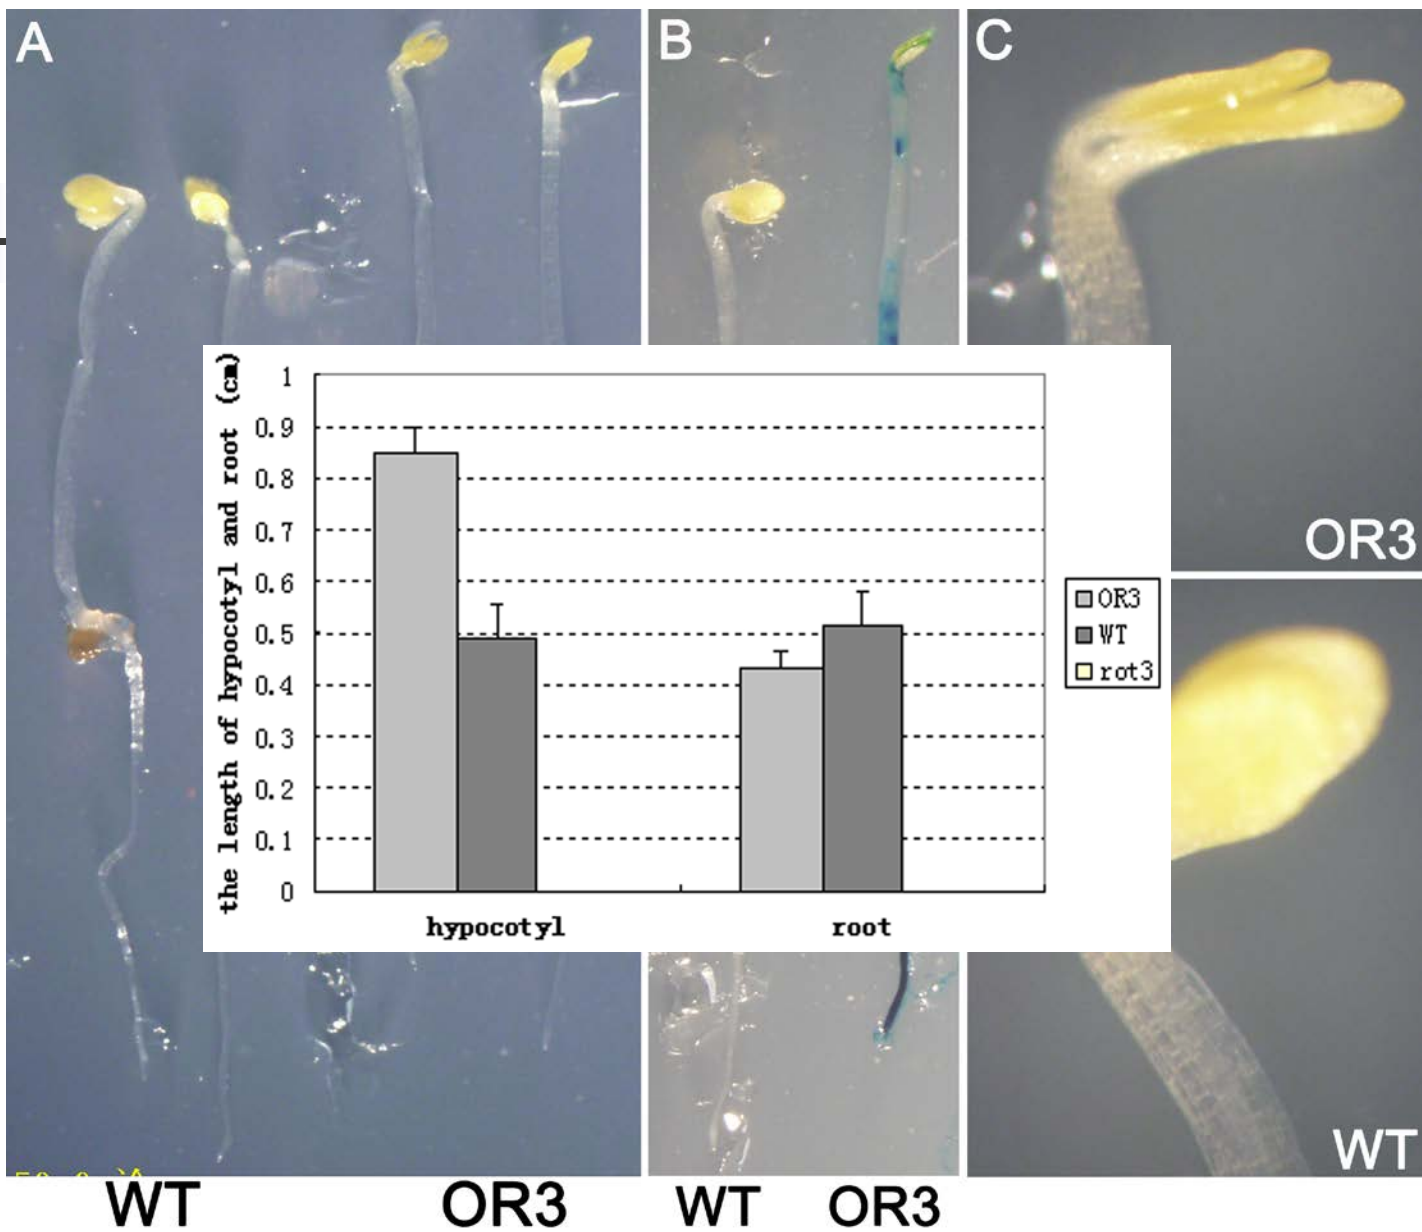 A
B
C
OR3
the length of hypocotyl and root (cm)
1
0.9
0.8
0.7
0.6
0.5
0.4
0.3
0.2
0.1
0
hypocotyl
root
OR3
WT
rot3
WT
WT
OR3
WT
OR3